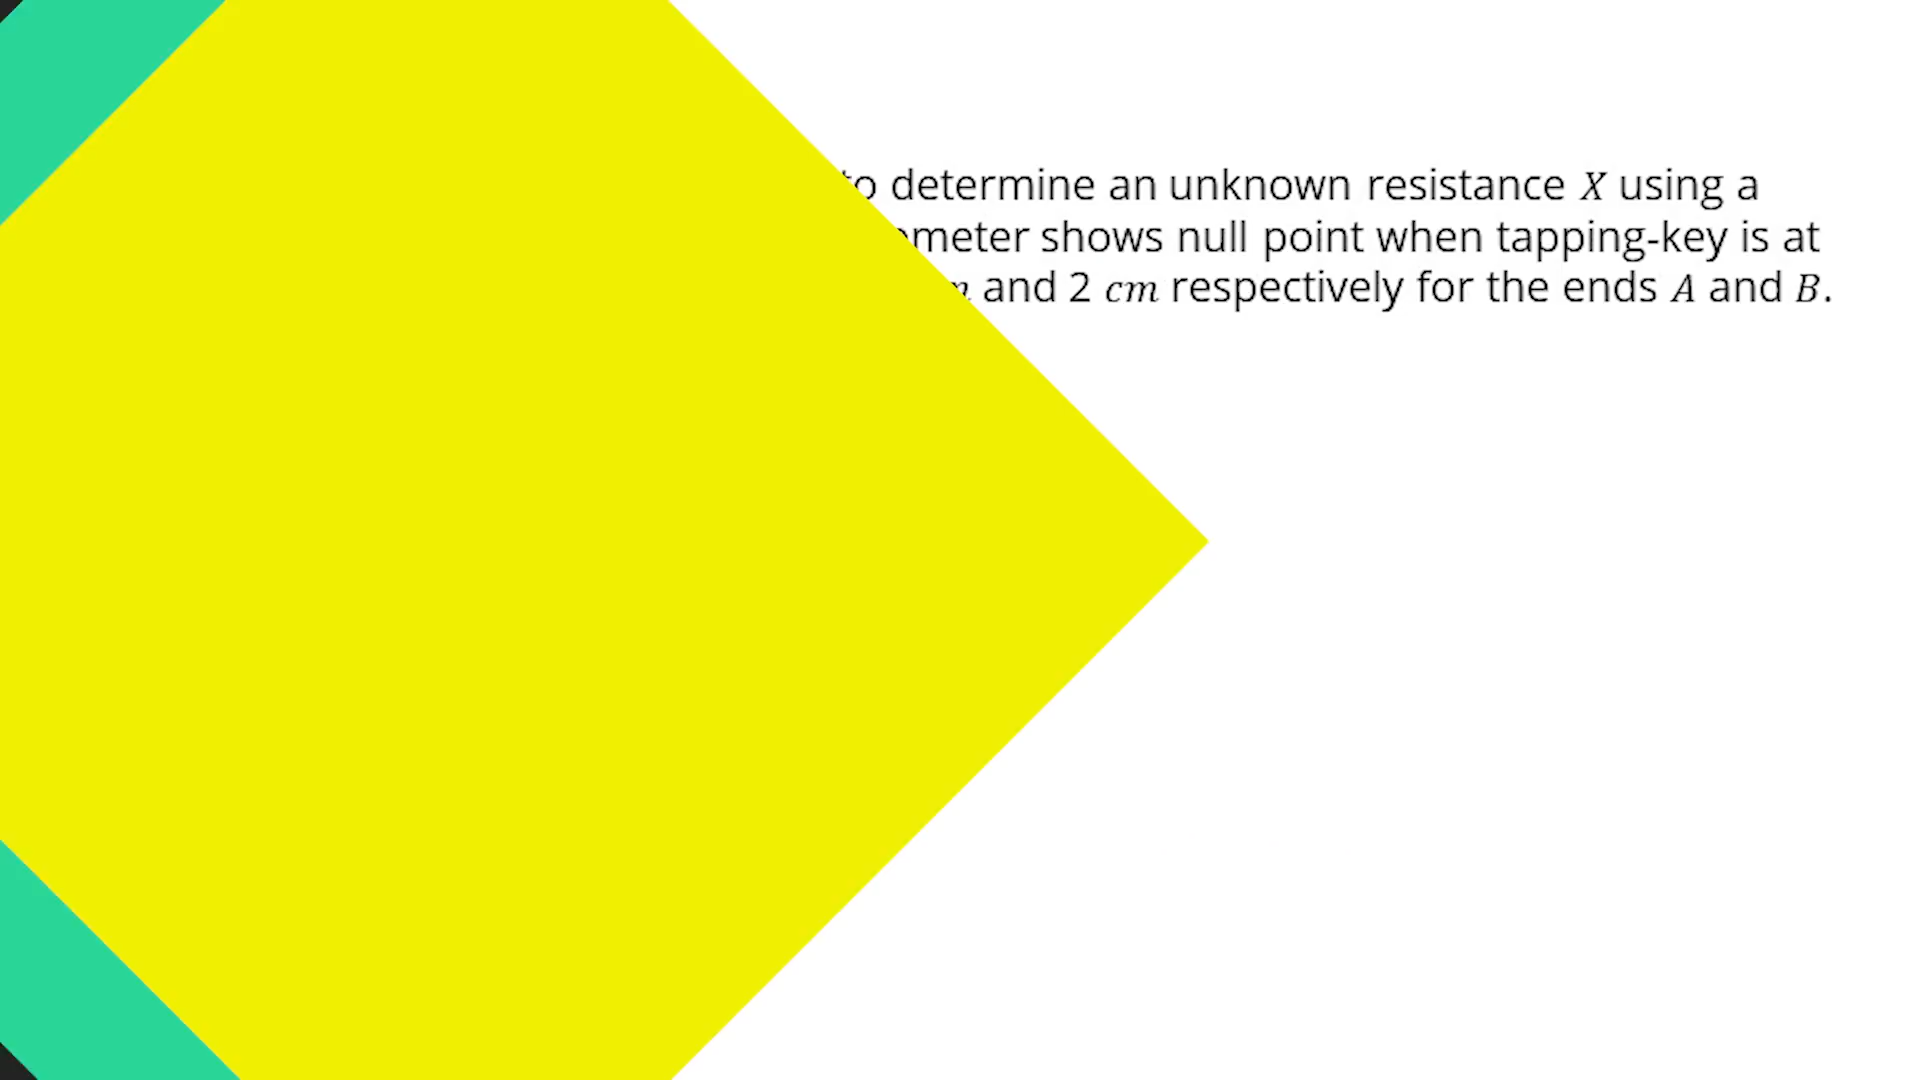 to determine an unknown resistance X using a
meter shows null point when tapping-key is at
and 2 cm respectively for the ends A and B.